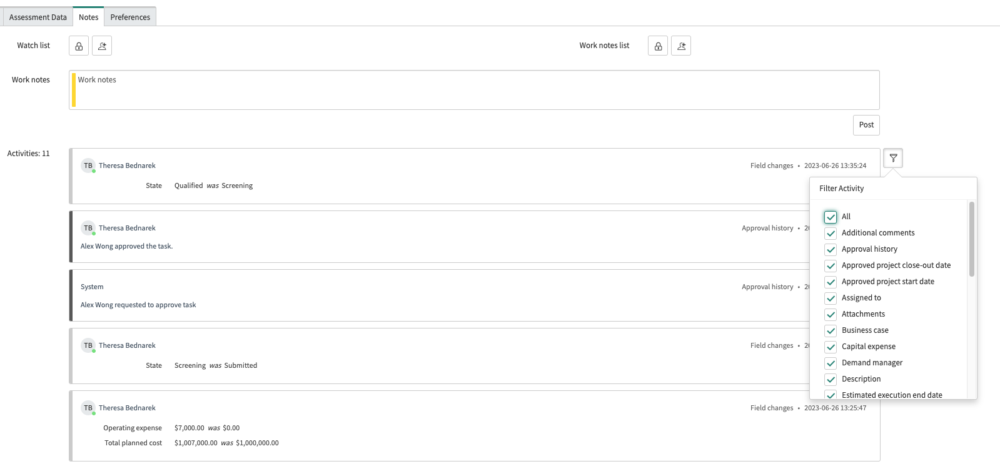 Assessment Data Notes Preferences
Watch list Work notes list
Work notes Work notes
Post
Activities: 11
TB Theresa Bednarek Field changes • 2023-06-26 13:35:24
State Qualified was Screening
TB Theresa Bednarek Approval history • 20
Alex Wong approved the task.
System Approval history • 20
Alex Wong requested to approve task
TB Theresa Bednarek Field changes • 20
State Screening was Submitted
TB Theresa Bednarek Field changes • 2023-06-26 13:25:47
Operating expense $7,000.00 was $0.00
Total planned cost $1,007,000.00 was $1,000,000.00
Filter Activity
All
Additional comments
Approval history
Approved project close-out date
Approved project start date
Assigned to
Attachments
Business case
Capital expense
Demand manager
Description
Estimated execution end date